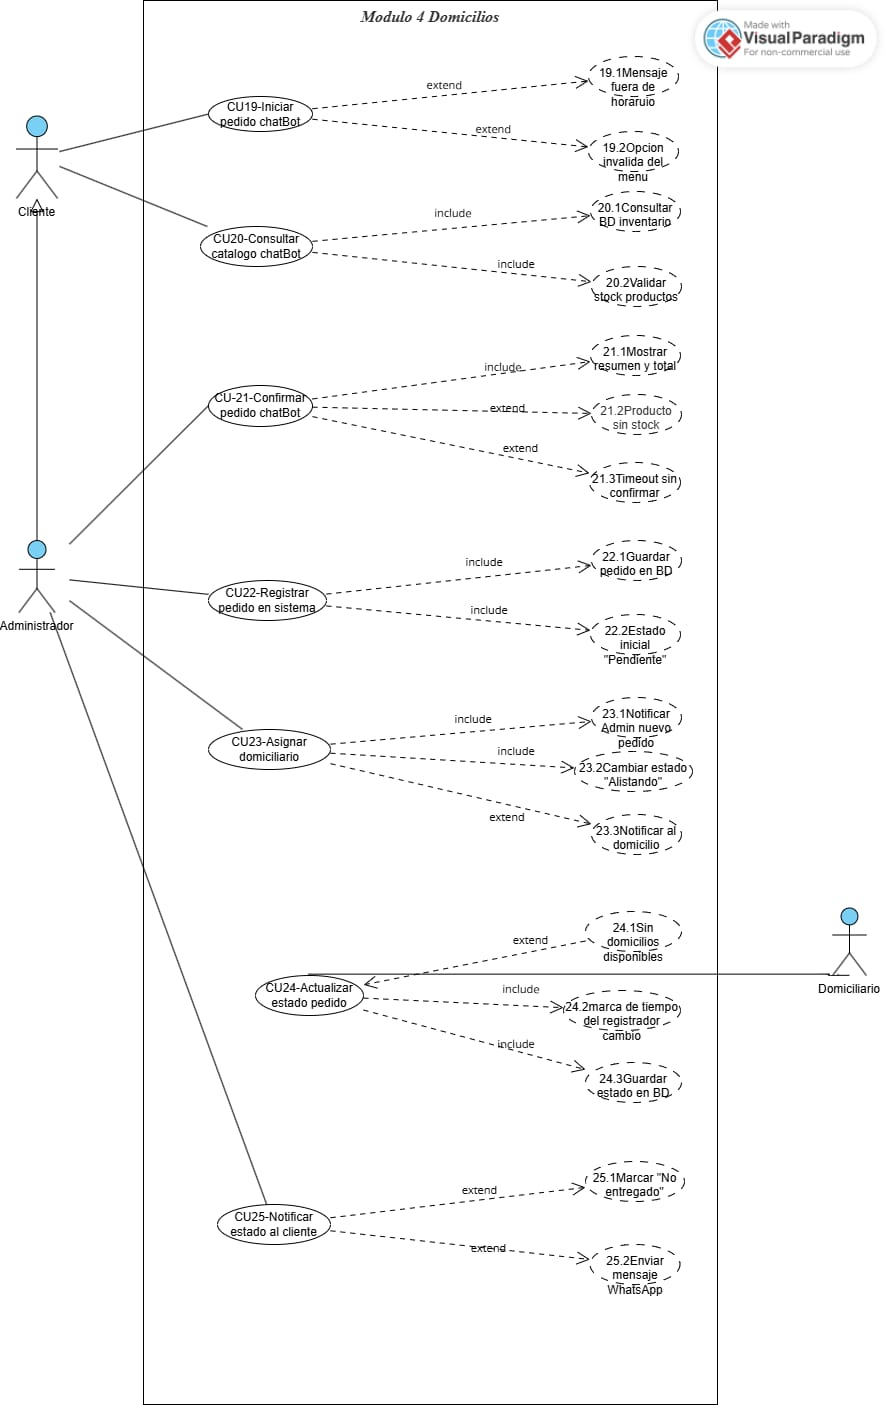 Modulo 4 Domicilios
Made with
VisualParadigm
For non-commercial use
extend
19.1Mensaje
fuera de
horaruio
CU19-Iniciar
pedido chatBot
extend
19.2Opcion
invalida del
menu
Cliente
include
20.1Consultar
BD inventario
CU20-Consultar
catalogo chatBot
include
20.2Validar
stock productos
include
21.1Mostrar
resumen y total
CU-21-Confirmar
pedido chatBot
extend
21.2Producto
sin stock
extend
21.3Timeout sin
confirmar
include
22.1Guardar
pedido en BD
CU22-Registrar
pedido en sistema
include
22.2Estado
inicial
"Pendiente"
Administrador
include
23.1Notificar
Admin nuevo
pedido
CU23-Asignar
domiciliario
include
23.2Cambiar estado
"Alistando"
extend
23.3Notificar al
domicilio
extend
24.1Sin
domicilios
disponibles
Domiciliario
CU24-Actualizar
estado pedido
include
24.2marca de tiempo
del registrador
cambio
include
24.3Guardar
estado en BD
extend
25.1Marcar "No
entregado"
CU25-Notificar
estado al cliente
extend
25.2Enviar
mensaje
WhatsApp